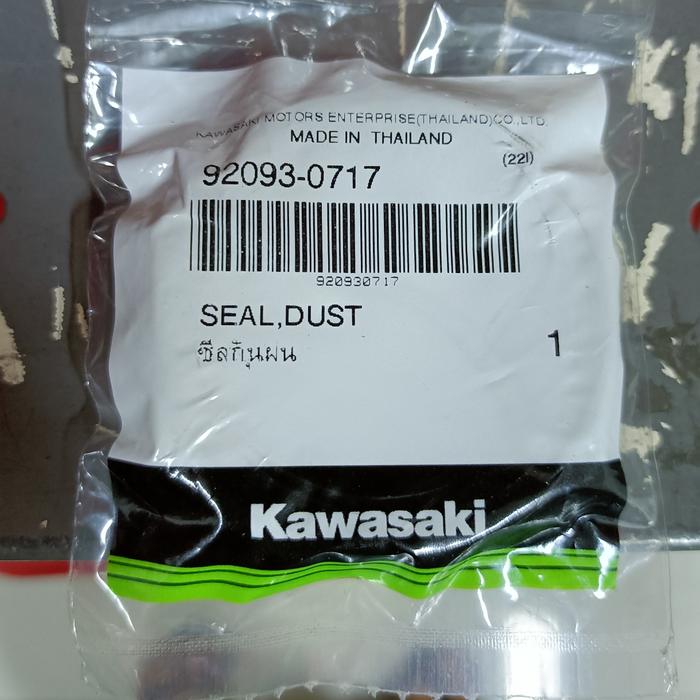 KAWASAKI MOTORS ENTERPRISE(THAILAND)CO.,LTD.
MADE IN THAILAND
(22I)
92093-0717
920930717
SEAL,DUST
ซีลกันฝุ่น
1
Kawasaki